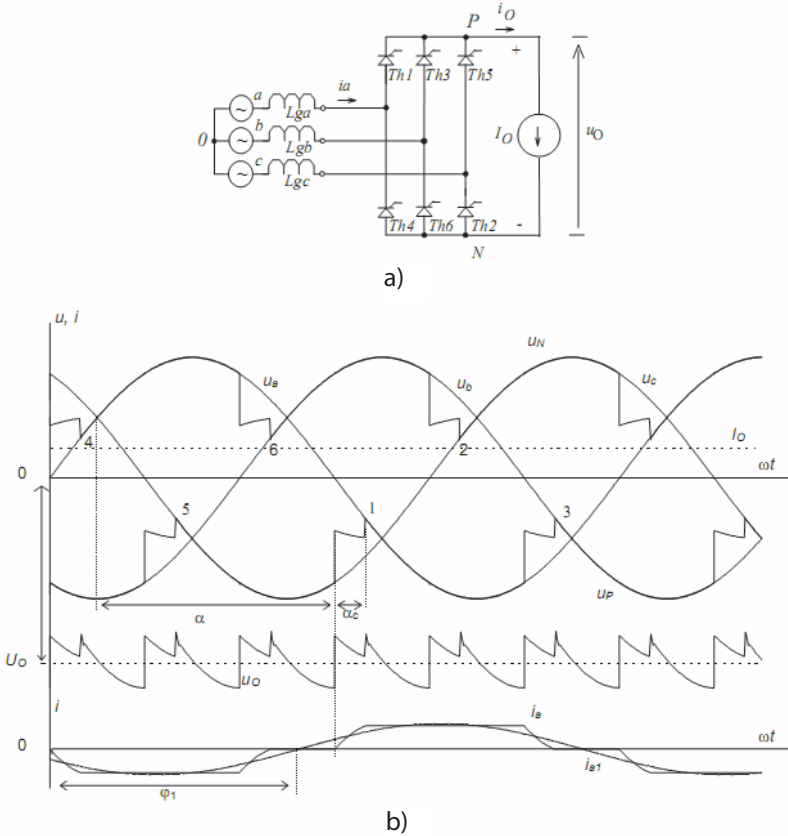 P i_O
+
Th1 Th3 Th5
ia
a
Lga
0 b I_O u_O
Lgb
c
Lgc
Th4 Th6 Th2 -
N
a)
u, i
u_N
u_a u_b u_c
I_O
4 6 2
0 ωt
5 1 3
u_P
α α_c
U_O u_O
i
i_a
0 ωt
i_a1
φ_1
b)